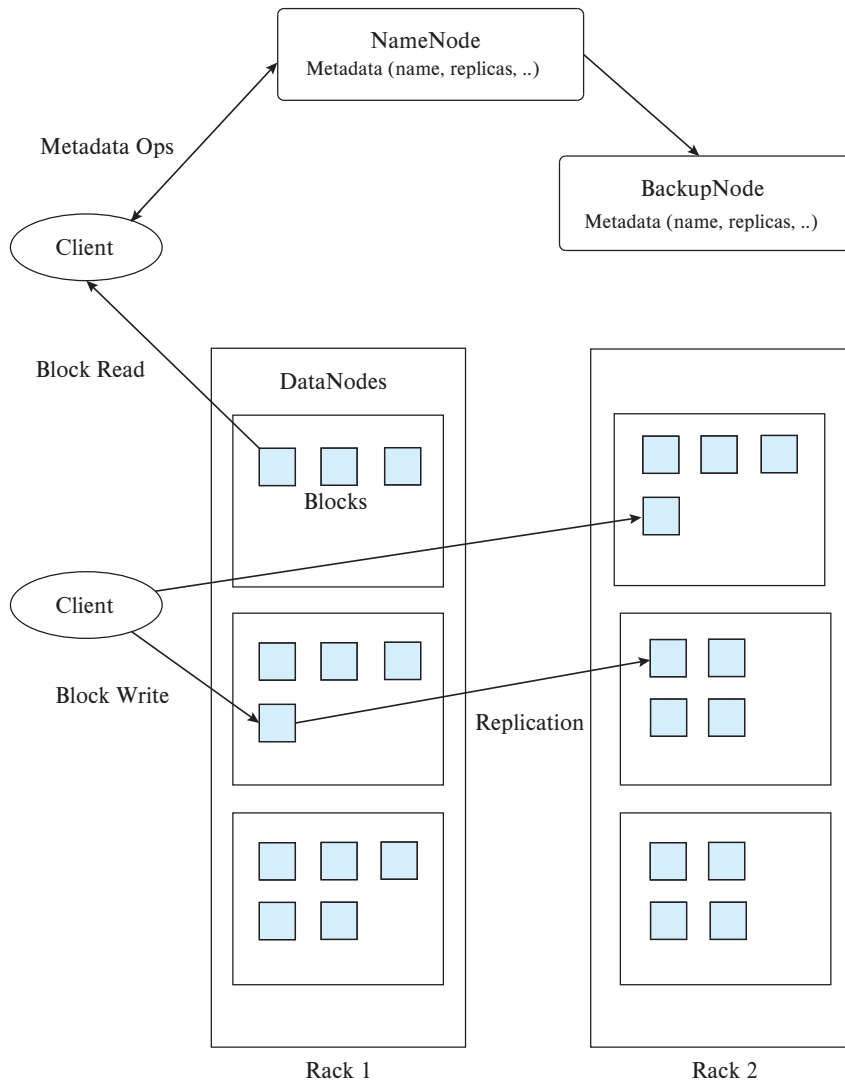 NameNode
Metadata (name, replicas, ..)
Metadata Ops
BackupNode
Metadata (name, replicas, ..)
Client
Block Read
DataNodes
Blocks
Client
Block Write
Replication
Rack 1
Rack 2